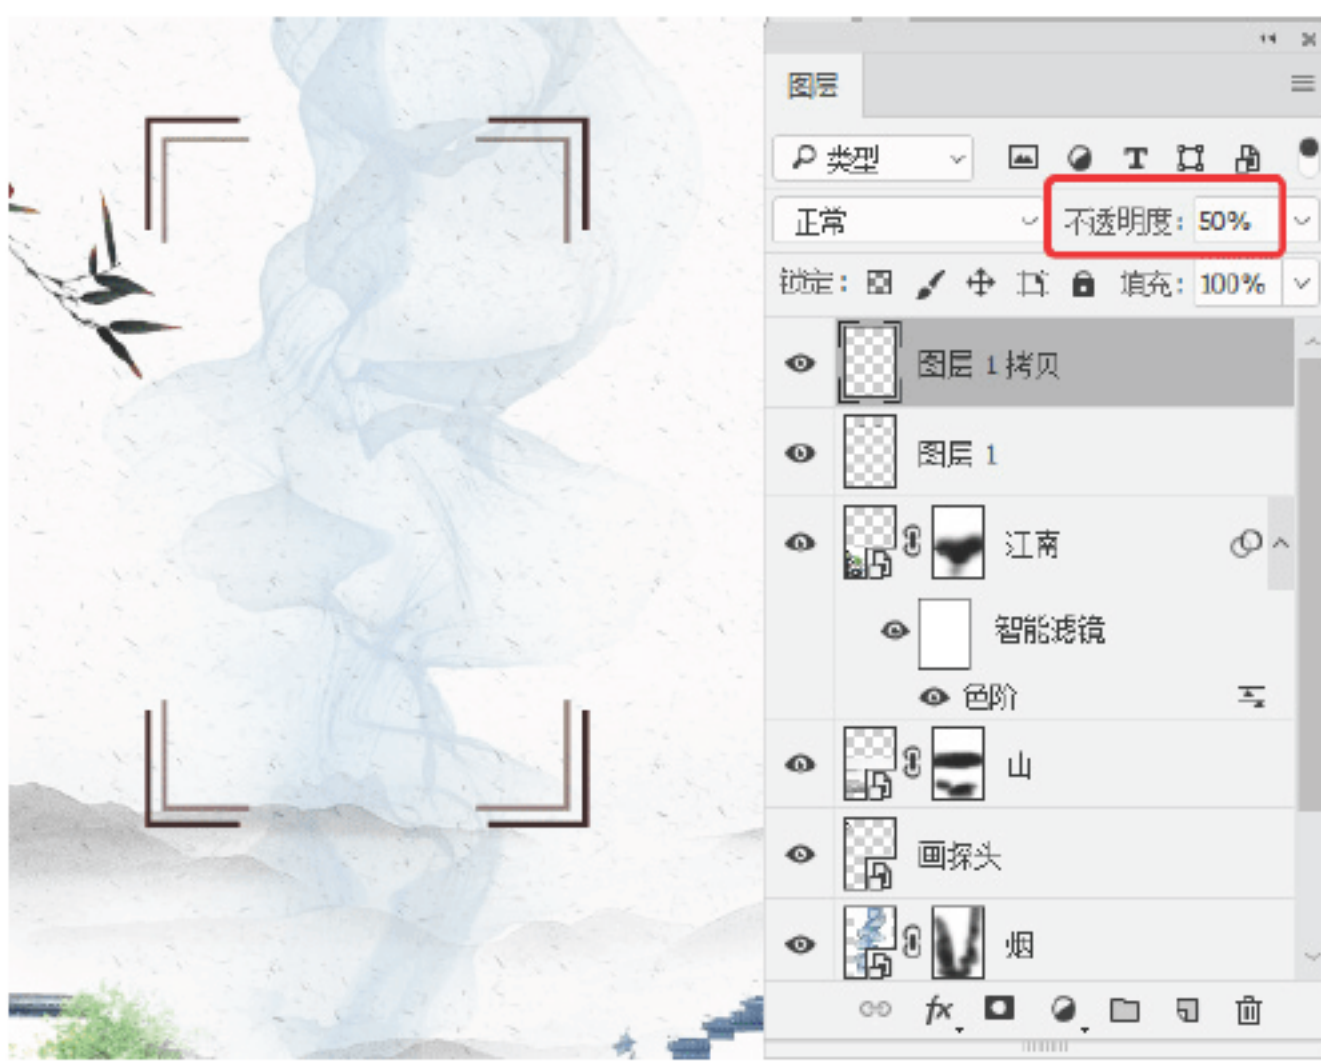 图层
类型
正常 不透明度: 50%
锁定: 填充: 100%
图层 1 拷贝
图层 1
江南
智能滤镜
色阶
山
画探头
烟
fx